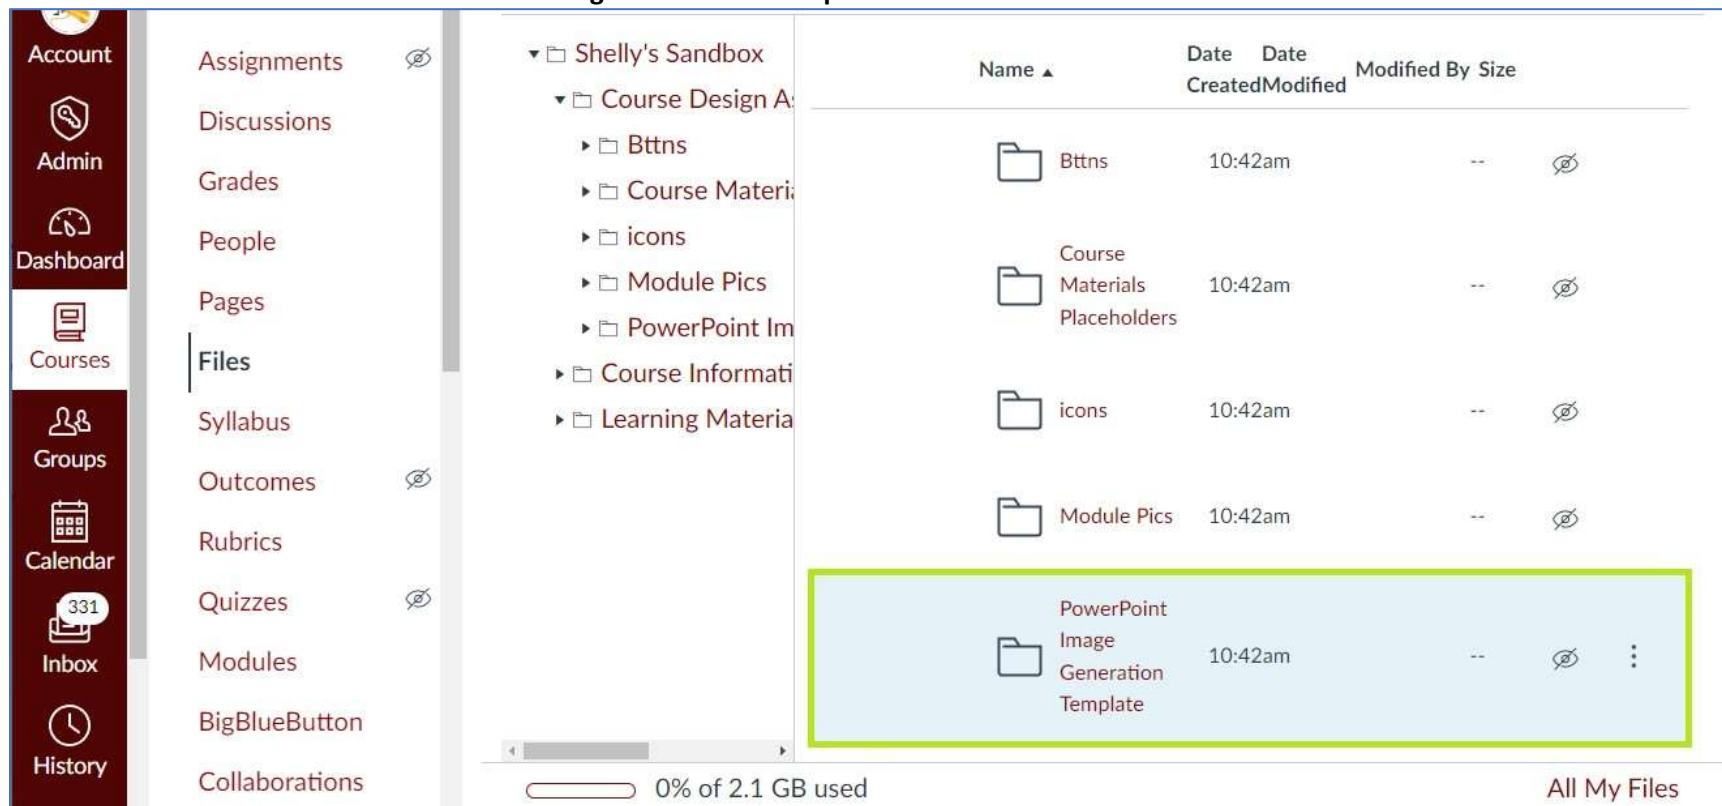 Account
Admin
Dashboard
Courses
Groups
Calendar
331
Inbox
History
Assignments
Discussions
Grades
People
Pages
Files
Syllabus
Outcomes
Rubrics
Quizzes
Modules
BigBlueButton
Collaborations
Shelly's Sandbox
Course Design A
Bttns
Course Materi
icons
Module Pics
PowerPoint Im
Course Informati
Learning Materia
Name
Date Created
Date Modified
Modified By
Size
Bttns 10:42am --
Course
Materials 10:42am --
Placeholders
icons 10:42am --
Module Pics 10:42am --
PowerPoint
Image
Generation 10:42am --
Template
0% of 2.1 GB used
All My Files